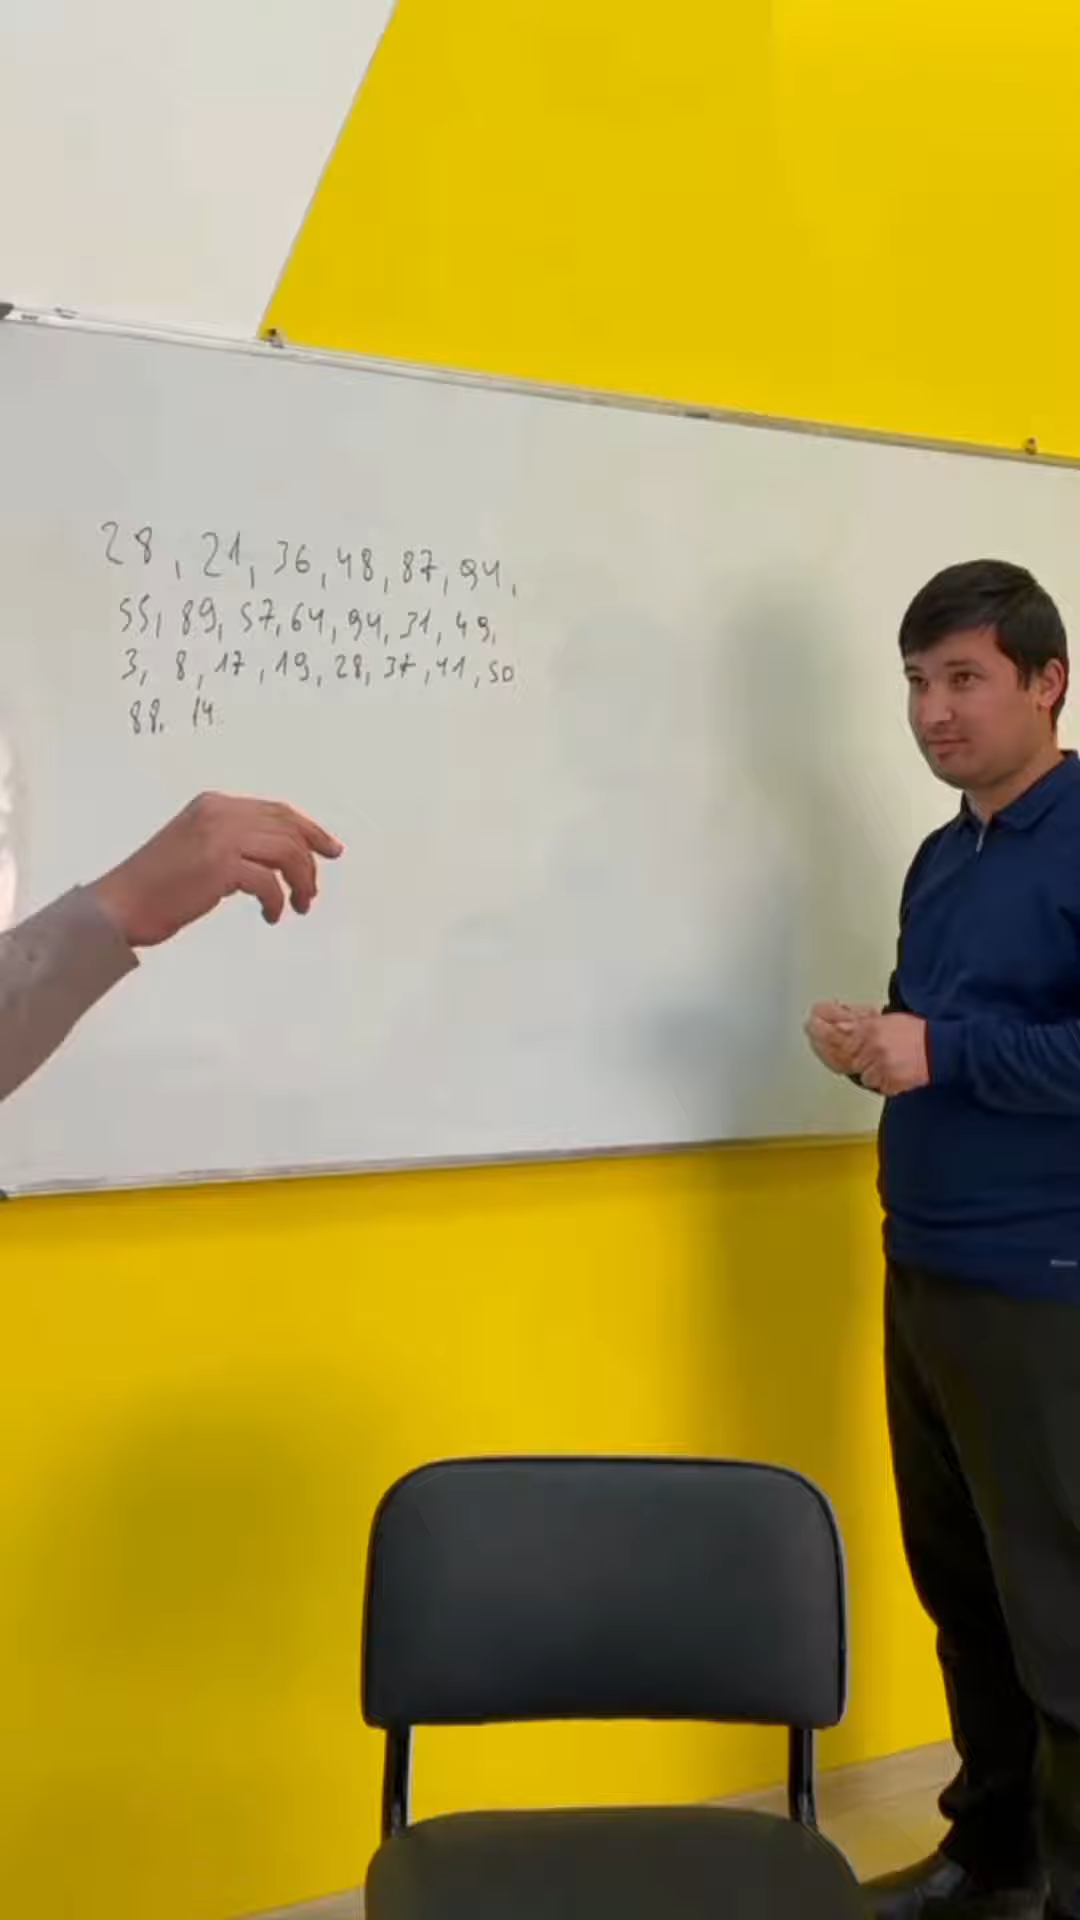 28, 21, 36, 48, 87, 94,
55, 89, 57, 64, 94, 31, 49,
3, 8, 17, 19, 28, 37, 41, 50
88. 14.